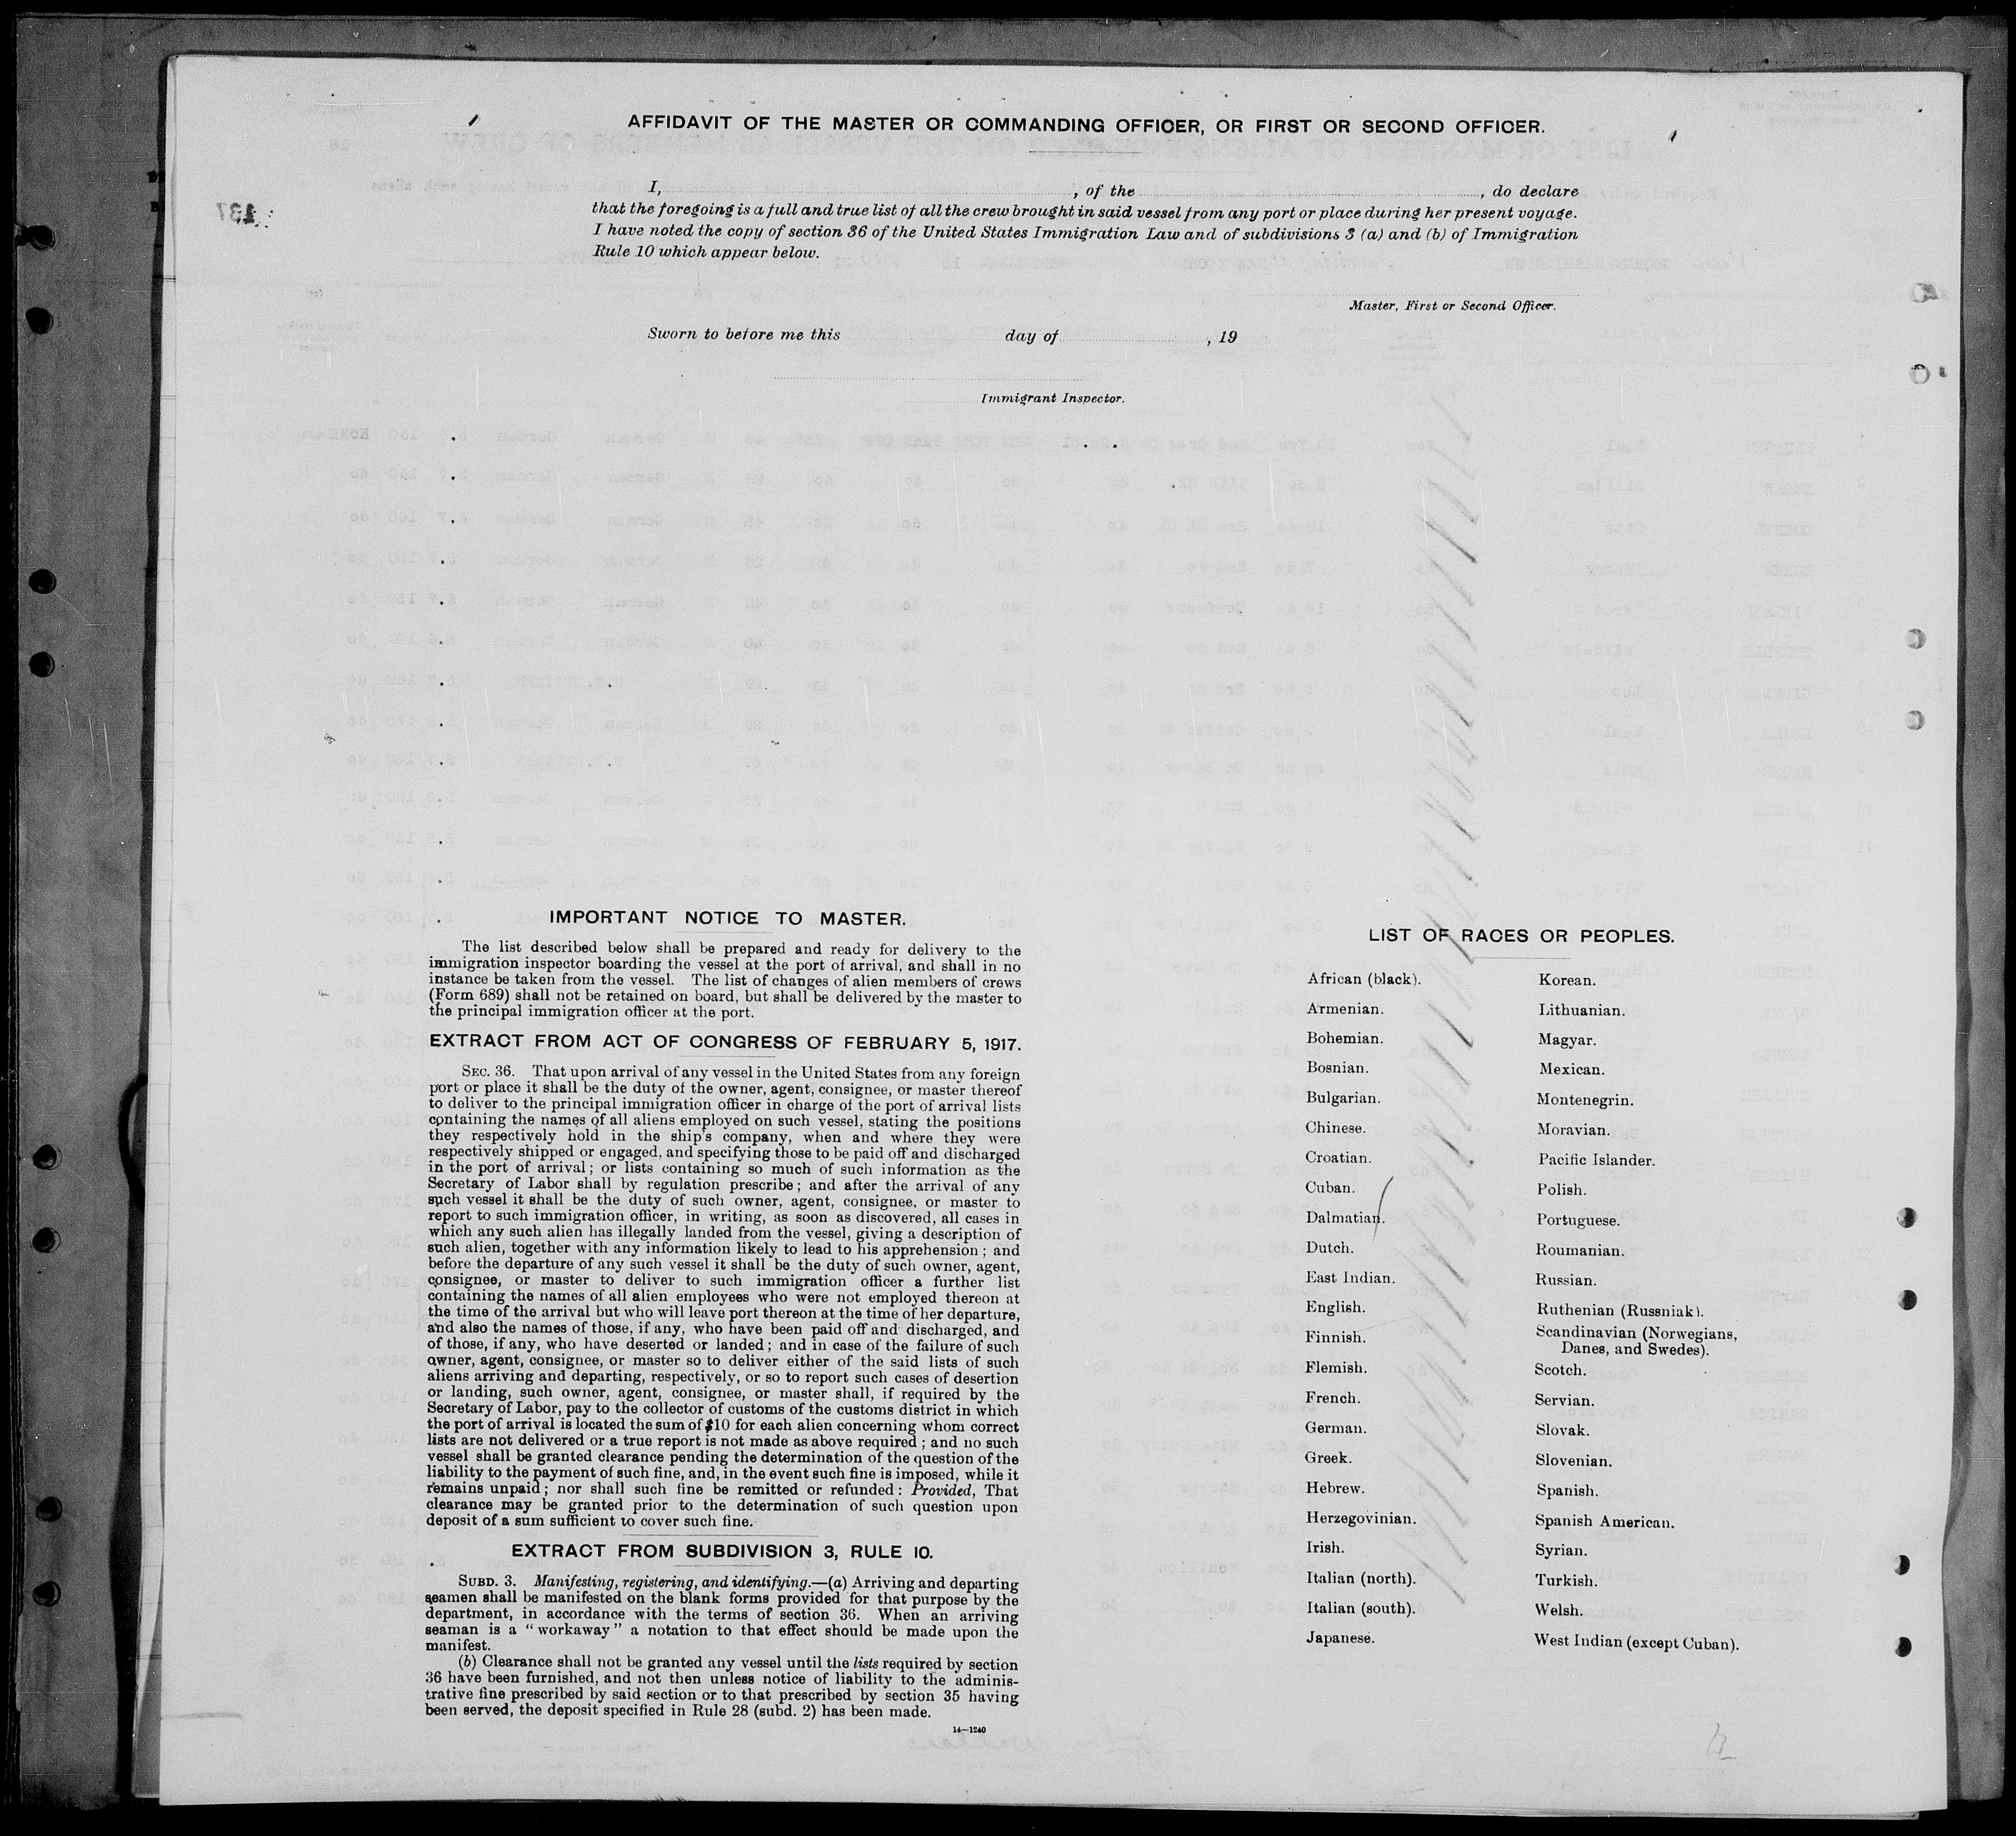 AFFIDAVIT OF THE MASTER OR COMMANDING OFFICER, OR FIRST OR SECOND OFFICER.
I, , of the , do declare
that the foregoing is a full and true list of all the crew brought in said vessel from any port or place during her present voyage.
I have noted the copy of section 36 of the United States Immigration Law and of subdivisions 3 (a) and (b) of Immigration
Rule 10 which appear below.
Master, First or Second Officer.
Sworn to before me this day of , 19
Immigrant Inspector.
IMPORTANT NOTICE TO MASTER.
The list described below shall be prepared and ready for delivery to the
immigration inspector boarding the vessel at the port of arrival, and shall in no
instance be taken from the vessel. The list of changes of alien members of crews
(Form 689) shall not be retained on board, but shall be delivered by the master to
the principal immigration officer at the port.
EXTRACT FROM ACT OF CONGRESS OF FEBRUARY 5, 1917.
SEC. 36. That upon arrival of any vessel in the United States from any foreign
port or place it shall be the duty of the owner, agent, consignee, or master thereof
to deliver to the principal immigration officer in charge of the port of arrival lists
containing the names of all aliens employed on such vessel, stating the positions
they respectively hold in the ship's company, when and where they were
respectively shipped or engaged, and specifying those to be paid off and discharged
in the port of arrival; or lists containing so much of such information as the
Secretary of Labor shall by regulation prescribe; and after the arrival of any
such vessel it shall be the duty of such owner, agent, consignee, or master to
report to such immigration officer, in writing, as soon as discovered, all cases in
which any such alien has illegally landed from the vessel, giving a description of
such alien, together with any information likely to lead to his apprehension; and
before the departure of any such vessel it shall be the duty of such owner, agent,
consignee, or master to deliver to such immigration officer a further list
containing the names of all alien employees who were not employed thereon at
the time of the arrival but who will leave port thereon at the time of her departure,
and also the names of those, if any, who have been paid off and discharged, and
of those, if any, who have deserted or landed; and in case of the failure of such
owner, agent, consignee, or master so to deliver either of the said lists of such
aliens arriving and departing, respectively, or so to report such cases of desertion
or landing, such owner, agent, consignee, or master shall, if required by the
Secretary of Labor, pay to the collector of customs of the customs district in which
the port of arrival is located the sum of $10 for each alien concerning whom correct
lists are not delivered or a true report is not made as above required; and no such
vessel shall be granted clearance pending the determination of the question of the
liability to the payment of such fine, and, in the event such fine is imposed, while it
remains unpaid; nor shall such fine be remitted or refunded: Provided, That
clearance may be granted prior to the determination of such question upon
deposit of a sum sufficient to cover such fine.
EXTRACT FROM SUBDIVISION 3, RULE 10.
SUBD. 3. Manifesting, registering, and identifying.—(a) Arriving and departing
seamen shall be manifested on the blank forms provided for that purpose by the
department, in accordance with the terms of section 36. When an arriving
seaman is a "workaway" a notation to that effect should be made upon the
manifest.
(b) Clearance shall not be granted any vessel until the lists required by section
36 have been furnished, and not then unless notice of liability to the adminis-
trative fine prescribed by said section or to that prescribed by section 35 having
been served, the deposit specified in Rule 28 (subd. 2) has been made.
14—1240
LIST OF RACES OR PEOPLES.
African (black).
Armenian.
Bohemian.
Bosnian.
Bulgarian.
Chinese.
Croatian.
Cuban.
Dalmatian.
Dutch.
East Indian.
English.
Finnish.
Flemish.
French.
German.
Greek.
Hebrew.
Herzegovinian.
Irish.
Italian (north).
Italian (south).
Japanese.
Korean.
Lithuanian.
Magyar.
Mexican.
Montenegrin.
Moravian.
Pacific Islander.
Polish.
Portuguese.
Roumanian.
Russian.
Ruthenian (Russniak).
Scandinavian (Norwegians,
Danes, and Swedes).
Scotch.
Servian.
Slovak.
Slovenian.
Spanish.
Spanish American.
Syrian.
Turkish.
Welsh.
West Indian (except Cuban).